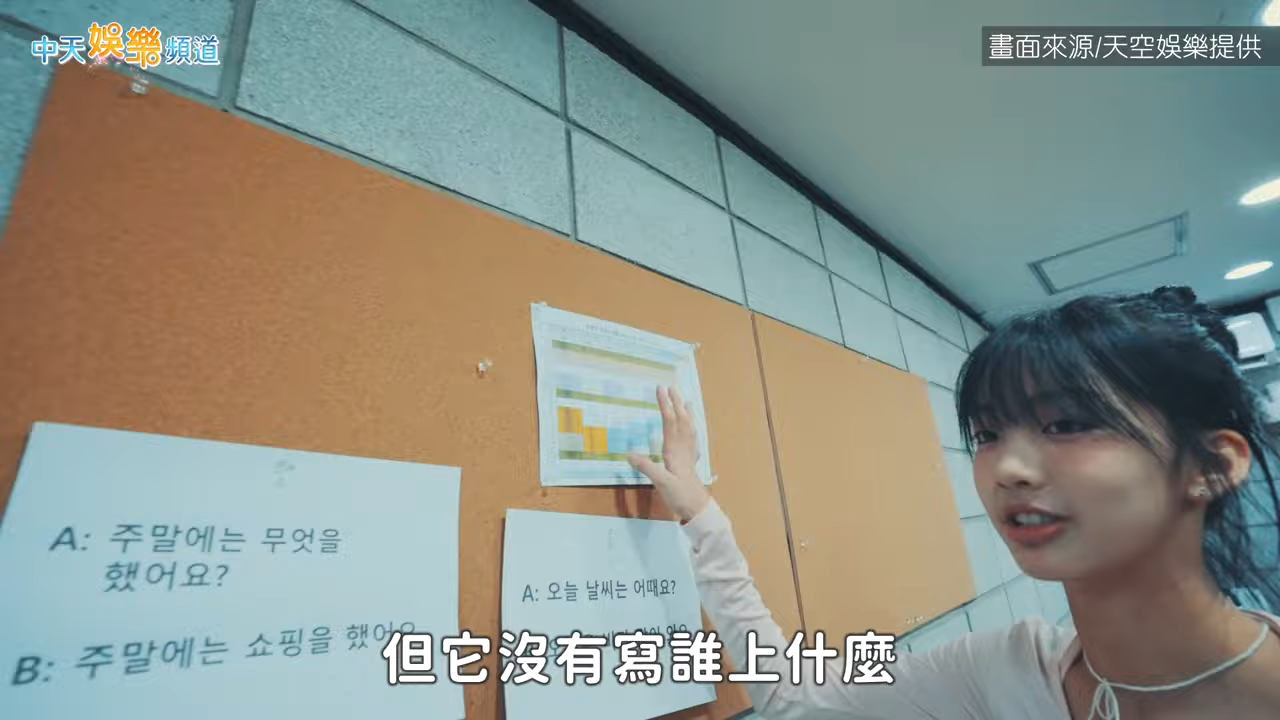 中天娛樂頻道
畫面來源/天空娛樂提供
A: 주말에는 무엇을
했어요?
B: 주말에는 쇼핑을 했어요
A: 오늘 날씨는 어때요?
但它沒有寫誰上什麼